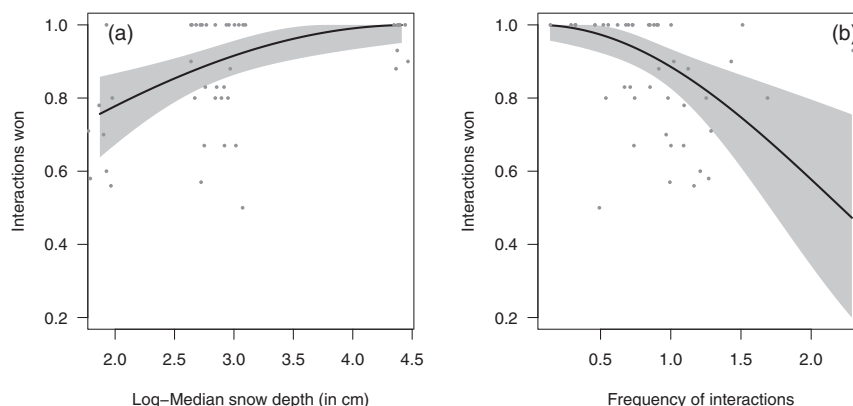 (a)
(b)
Interactions won
1.0
0.8
0.6
0.4
0.2
2.0 2.5 3.0 3.5 4.0 4.5
Log−Median snow depth (in cm)
Interactions won
1.0
0.8
0.6
0.4
0.2
0.5 1.0 1.5 2.0
Frequency of interactions